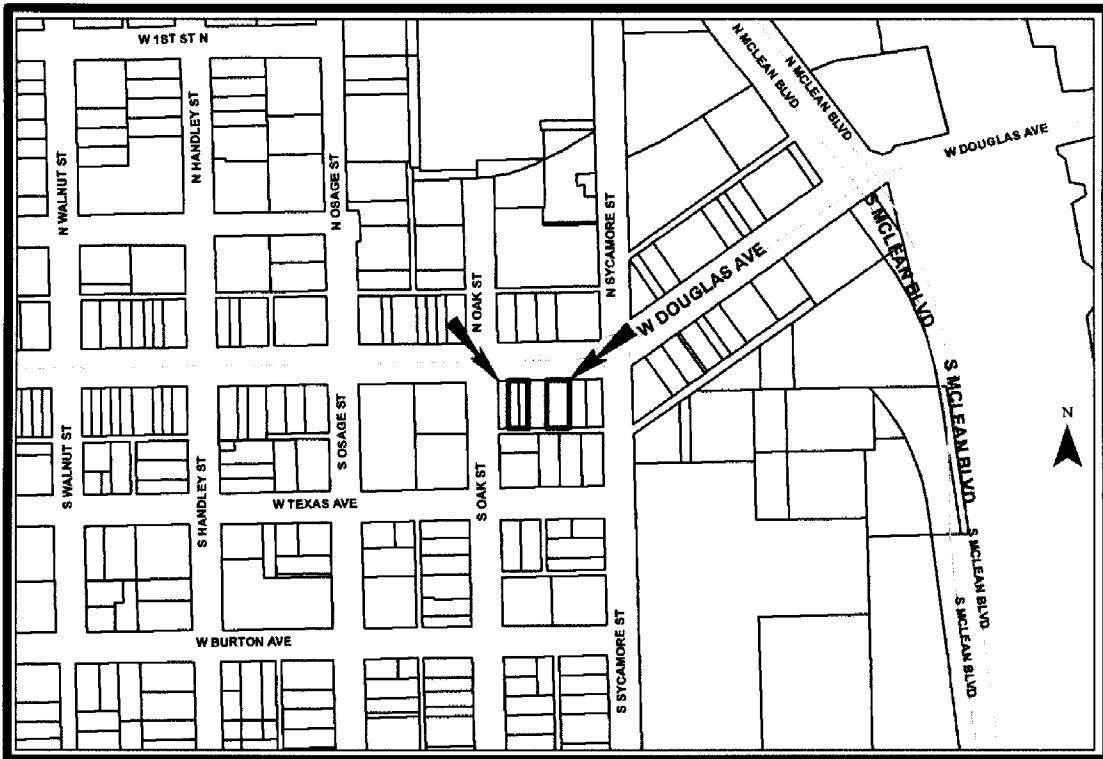 W 1ST ST N
N MCLEAN BLVD
N MCLEAN BLVD
W DOUGLAS AVE
N WALNUT ST
N HANDLEY ST
N OSAGE ST
N SYCAMORE ST
S MCLEAN BLVD
N OAK ST
W DOUGLAS AVE
S MCLEAN BLVD
N
S WALNUT ST
S HANDLEY ST
S OSAGE ST
W TEXAS AVE
S OAK ST
S MCLEAN BLVD
S MCLEAN BLVD
W BURTON AVE
S SYCAMORE ST